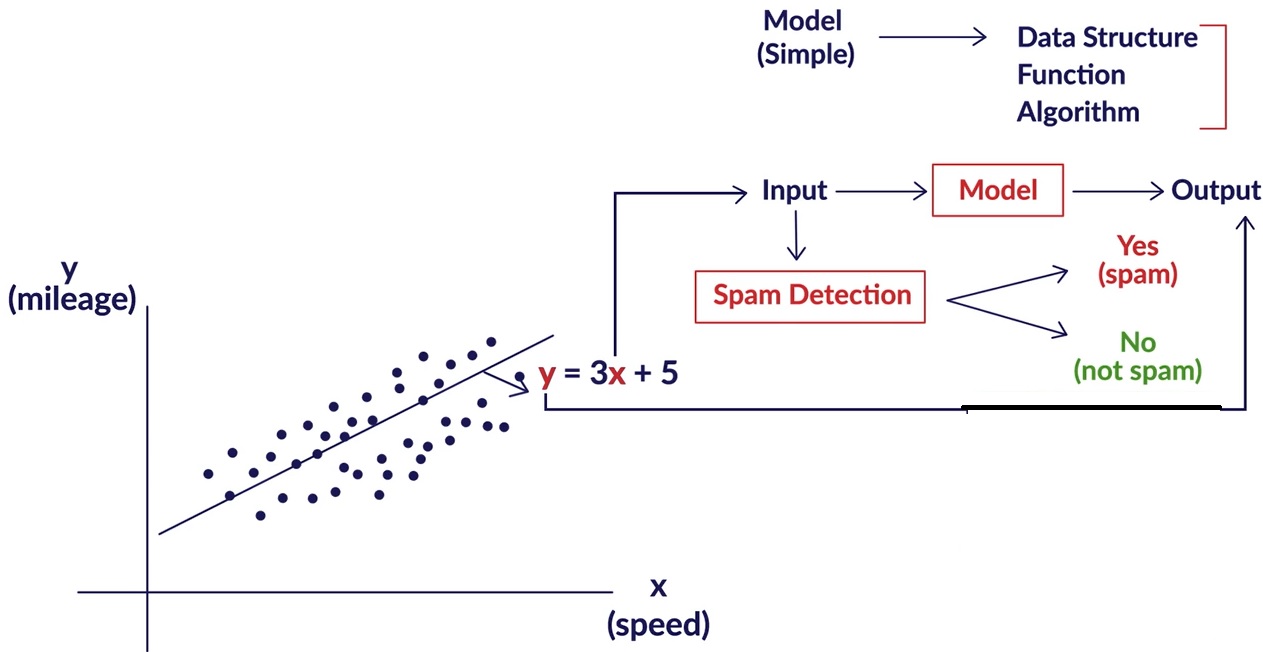 Model
(Simple)
Data Structure
Function
Algorithm
Input
Model
Output
Spam Detection
Yes
(spam)
No
(not spam)
y
(mileage)
y = 3x + 5
x
(speed)